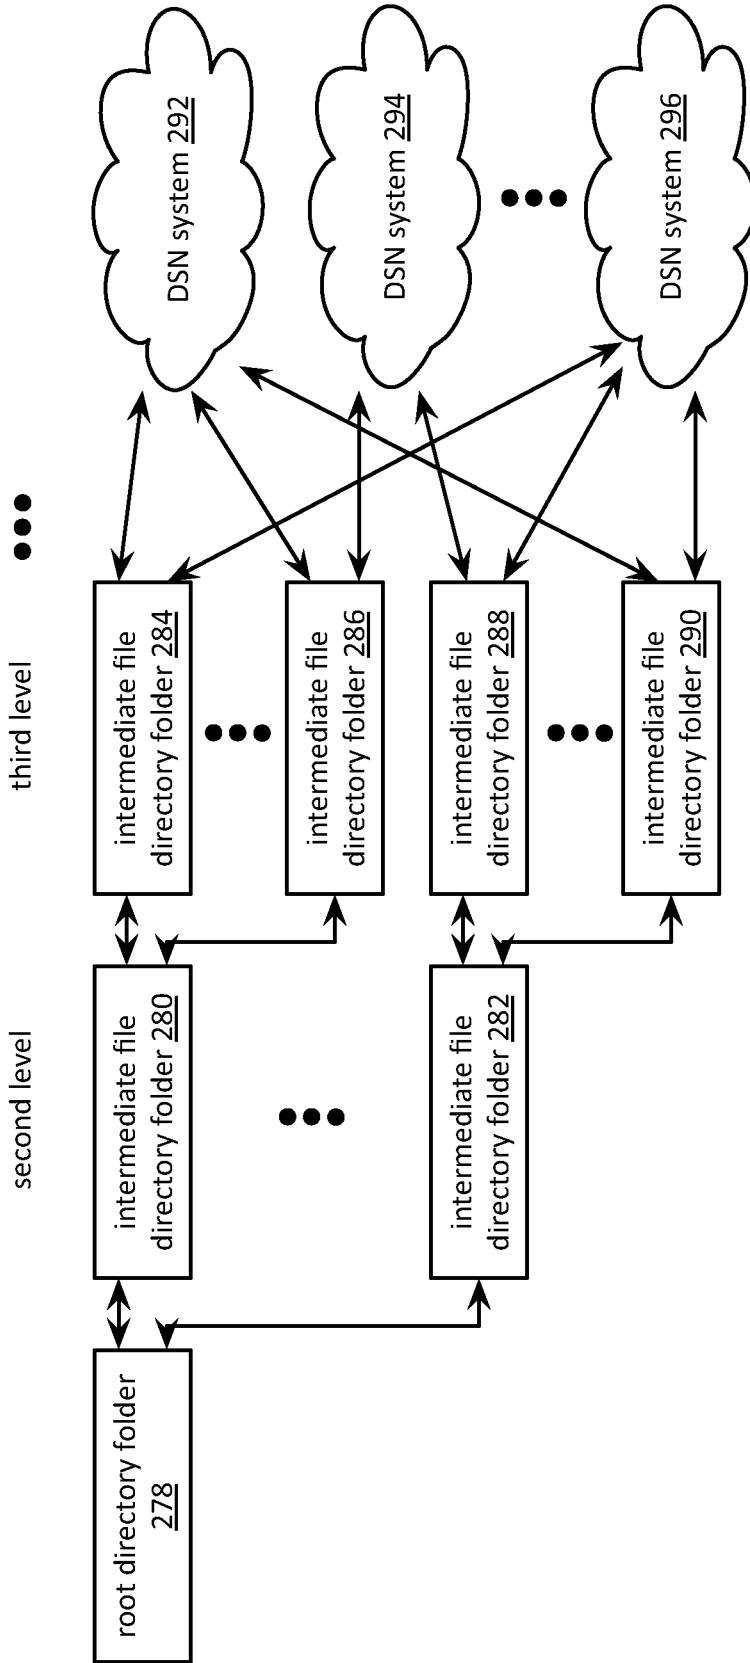 second level
third level
root directory folder
278
intermediate file
directory folder 280
intermediate file
directory folder 282
intermediate file
directory folder 284
intermediate file
directory folder 286
intermediate file
directory folder 288
intermediate file
directory folder 290
DSN system 292
DSN system 294
DSN system 296